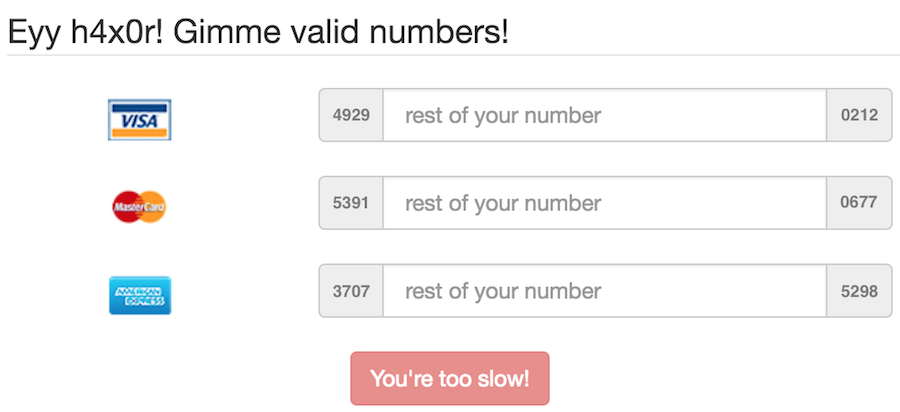 Eyy h4x0r! Gimme valid numbers!
VISA 4929 rest of your number 0212
MasterCard 5391 rest of your number 0677
AMERICAN EXPRESS 3707 rest of your number 5298
You're too slow!